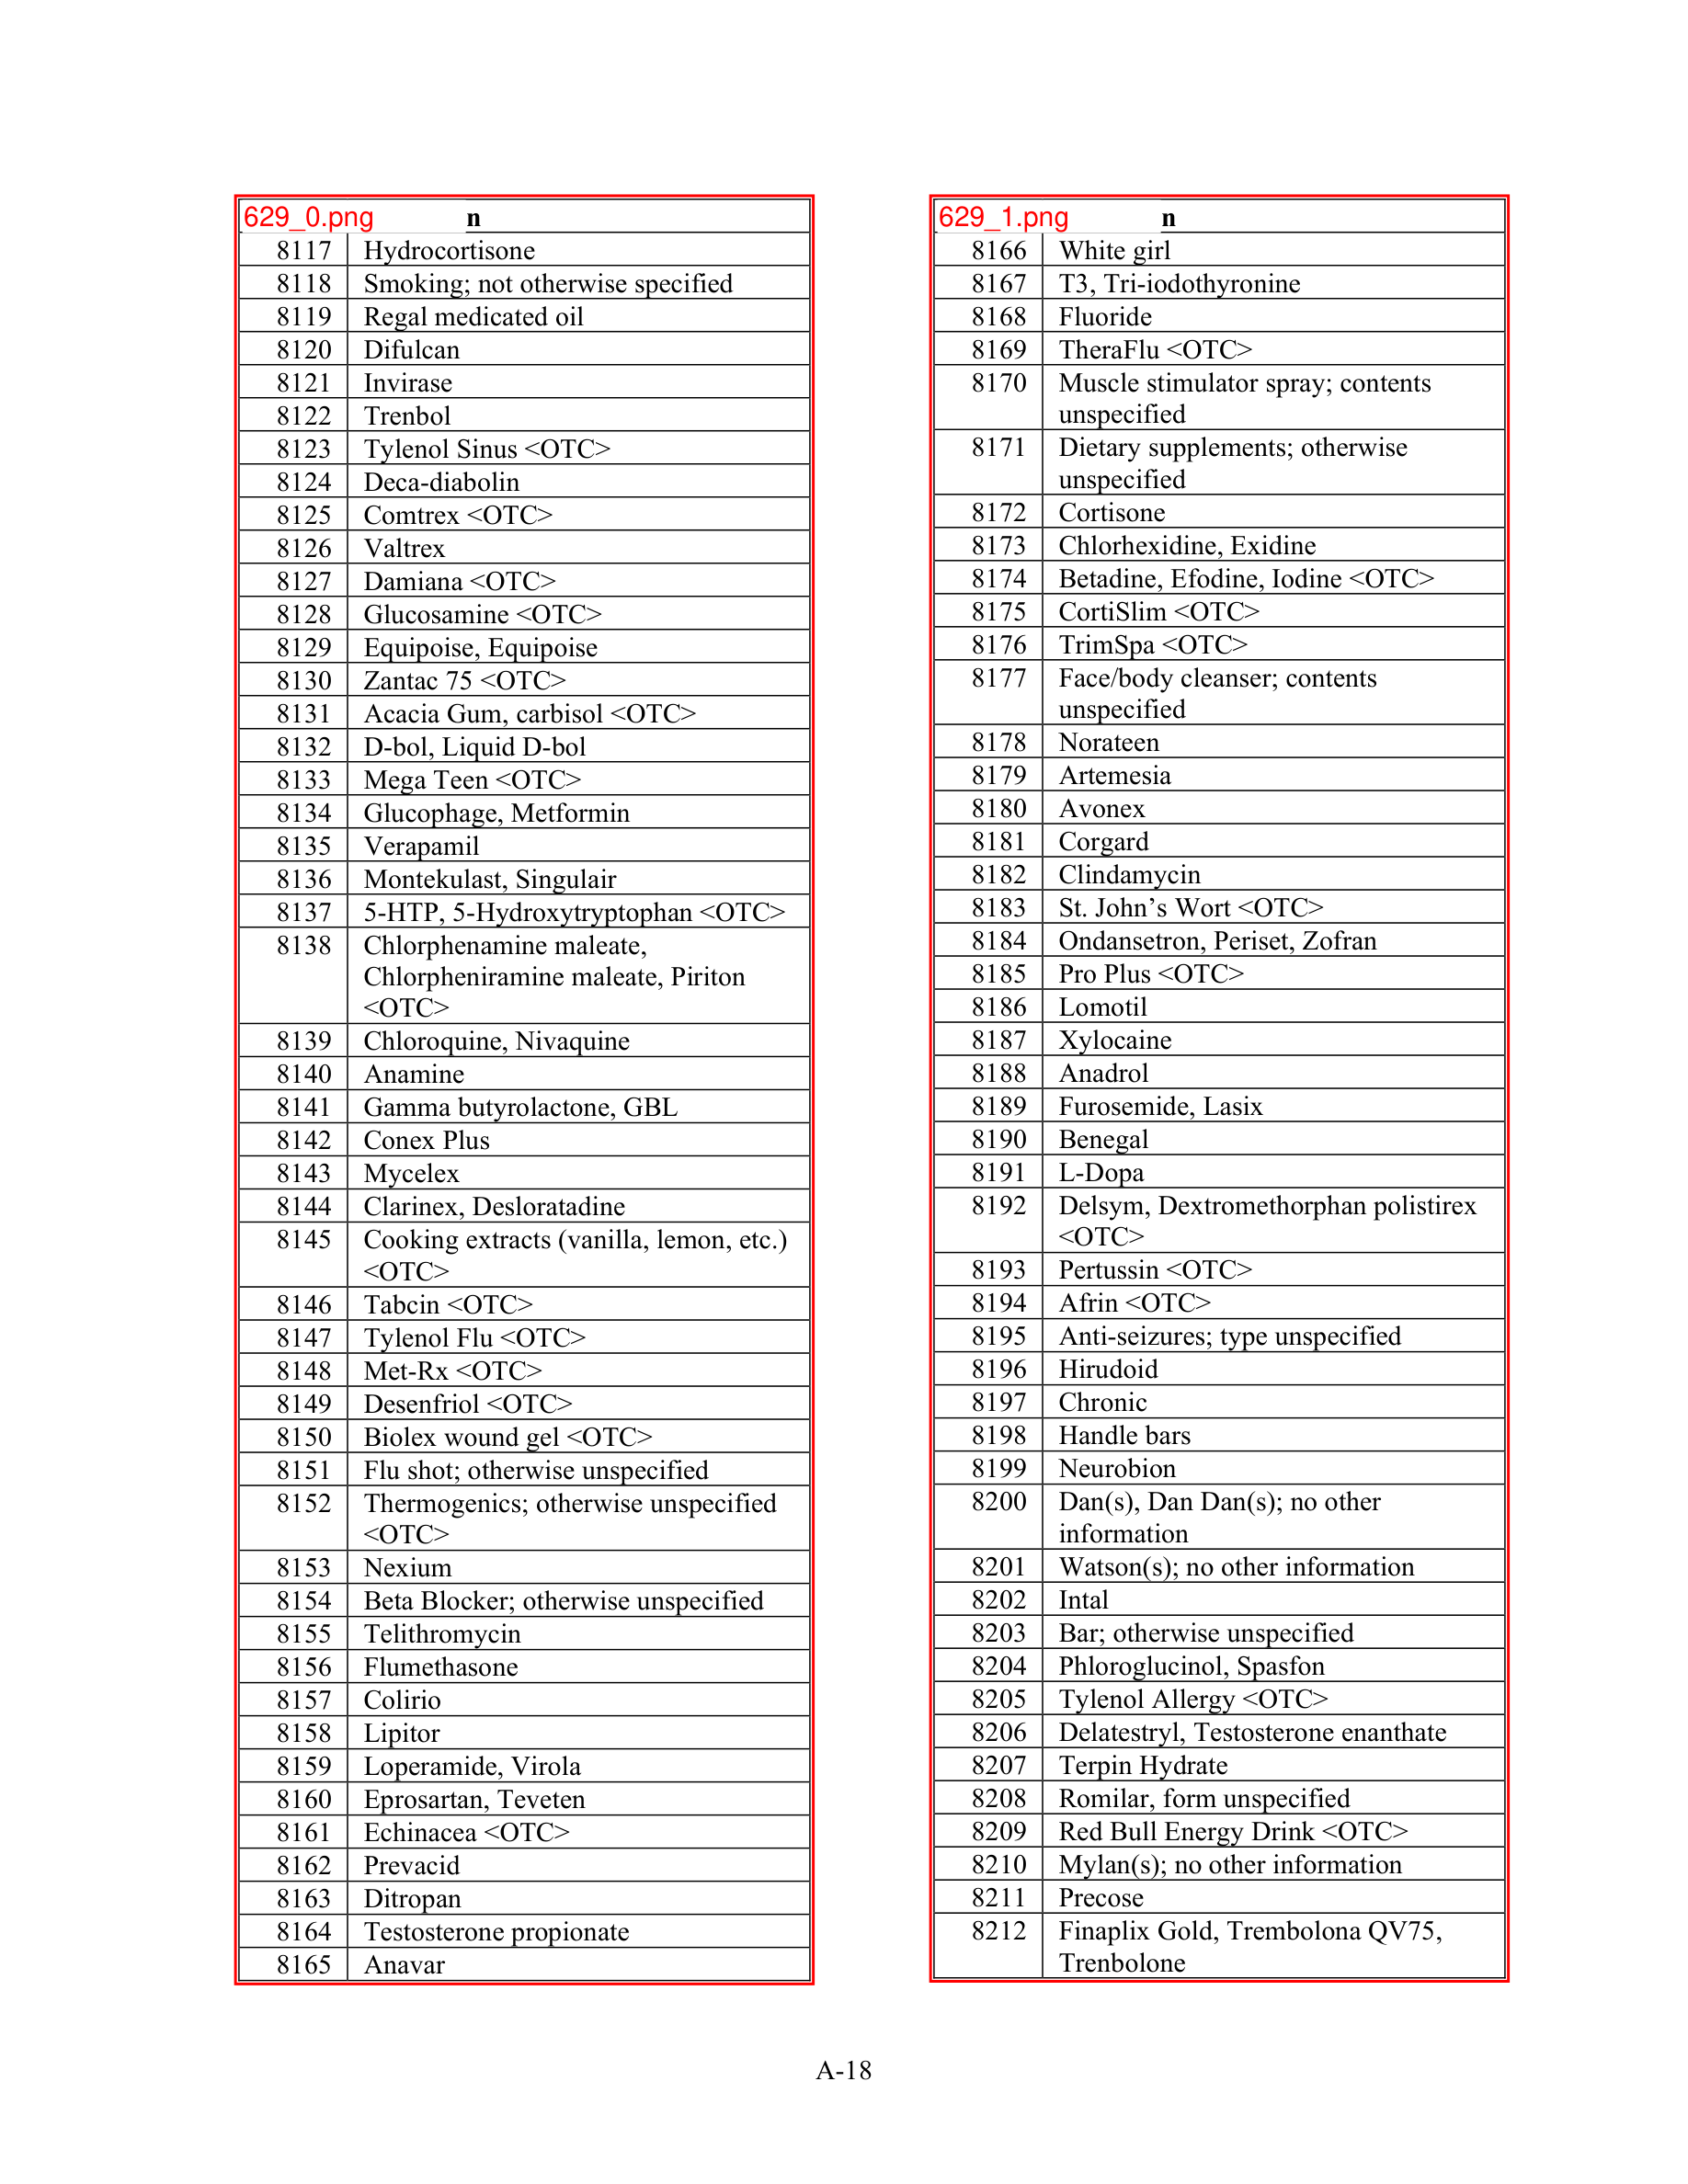 629_0.png n
8117 Hydrocortisone
8118 Smoking; not otherwise specified
8119 Regal medicated oil
8120 Difulcan
8121 Invirase
8122 Trenbol
8123 Tylenol Sinus <OTC>
8124 Deca-diabolin
8125 Comtrex <OTC>
8126 Valtrex
8127 Damiana <OTC>
8128 Glucosamine <OTC>
8129 Equipoise, Equipoise
8130 Zantac 75 <OTC>
8131 Acacia Gum, carbisol <OTC>
8132 D-bol, Liquid D-bol
8133 Mega Teen <OTC>
8134 Glucophage, Metformin
8135 Verapamil
8136 Montekulast, Singulair
8137 5-HTP, 5-Hydroxytryptophan <OTC>
8138 Chlorphenamine maleate,
Chlorpheniramine maleate, Piriton
<OTC>
8139 Chloroquine, Nivaquine
8140 Anamine
8141 Gamma butyrolactone, GBL
8142 Conex Plus
8143 Mycelex
8144 Clarinex, Desloratadine
8145 Cooking extracts (vanilla, lemon, etc.)
<OTC>
8146 Tabcin <OTC>
8147 Tylenol Flu <OTC>
8148 Met-Rx <OTC>
8149 Desenfriol <OTC>
8150 Biolex wound gel <OTC>
8151 Flu shot; otherwise unspecified
8152 Thermogenics; otherwise unspecified
<OTC>
8153 Nexium
8154 Beta Blocker; otherwise unspecified
8155 Telithromycin
8156 Flumethasone
8157 Colirio
8158 Lipitor
8159 Loperamide, Virola
8160 Eprosartan, Teveten
8161 Echinacea <OTC>
8162 Prevacid
8163 Ditropan
8164 Testosterone propionate
8165 Anavar
629_1.png n
8166 White girl
8167 T3, Tri-iodothyronine
8168 Fluoride
8169 TheraFlu <OTC>
8170 Muscle stimulator spray; contents
unspecified
8171 Dietary supplements; otherwise
unspecified
8172 Cortisone
8173 Chlorhexidine, Exidine
8174 Betadine, Efodine, Iodine <OTC>
8175 CortiSlim <OTC>
8176 TrimSpa <OTC>
8177 Face/body cleanser; contents
unspecified
8178 Norateen
8179 Artemesia
8180 Avonex
8181 Corgard
8182 Clindamycin
8183 St. John’s Wort <OTC>
8184 Ondansetron, Periset, Zofran
8185 Pro Plus <OTC>
8186 Lomotil
8187 Xylocaine
8188 Anadrol
8189 Furosemide, Lasix
8190 Benegal
8191 L-Dopa
8192 Delsym, Dextromethorphan polistirex
<OTC>
8193 Pertussin <OTC>
8194 Afrin <OTC>
8195 Anti-seizures; type unspecified
8196 Hirudoid
8197 Chronic
8198 Handle bars
8199 Neurobion
8200 Dan(s), Dan Dan(s); no other
information
8201 Watson(s); no other information
8202 Intal
8203 Bar; otherwise unspecified
8204 Phloroglucinol, Spasfon
8205 Tylenol Allergy <OTC>
8206 Delatestryl, Testosterone enanthate
8207 Terpin Hydrate
8208 Romilar, form unspecified
8209 Red Bull Energy Drink <OTC>
8210 Mylan(s); no other information
8211 Precose
8212 Finaplix Gold, Trembolona QV75,
Trenbolone
A-18